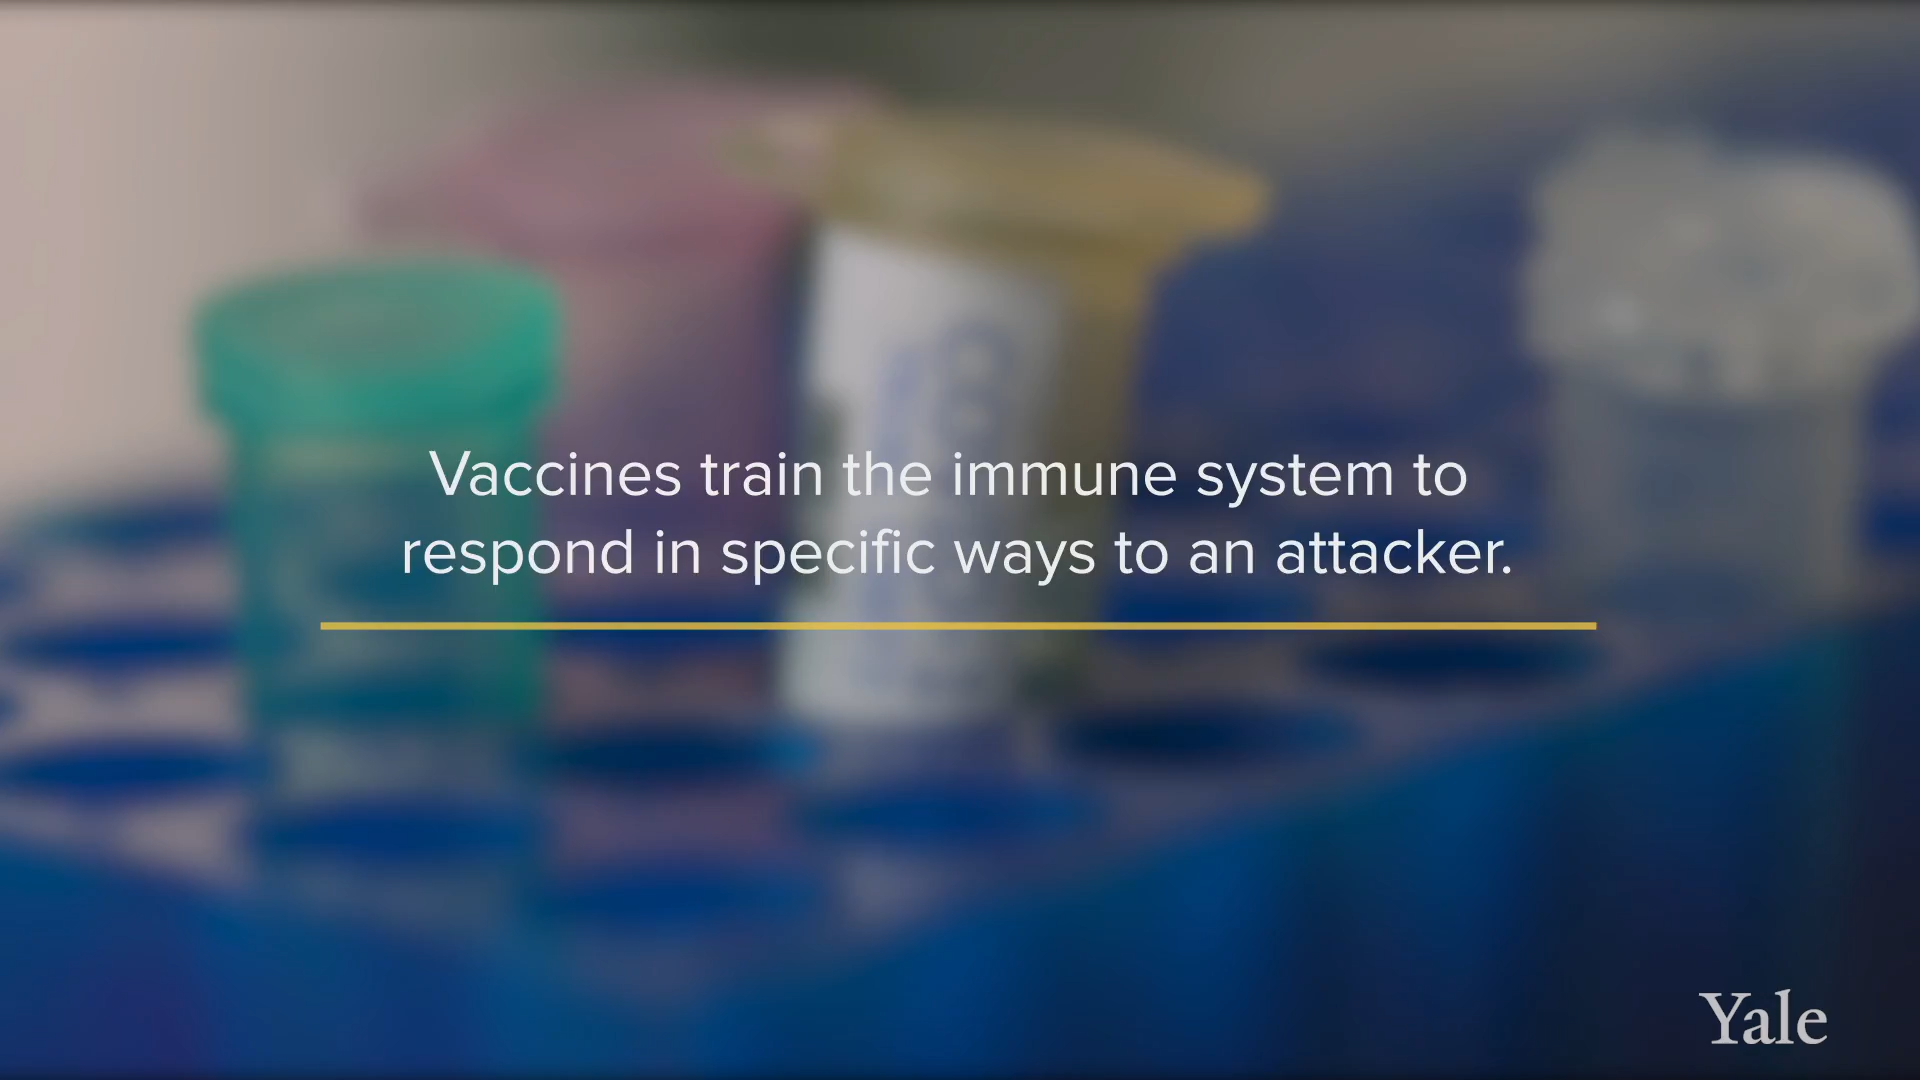 Vaccines train the immune system to
respond in specific ways to an attacker.
Yale